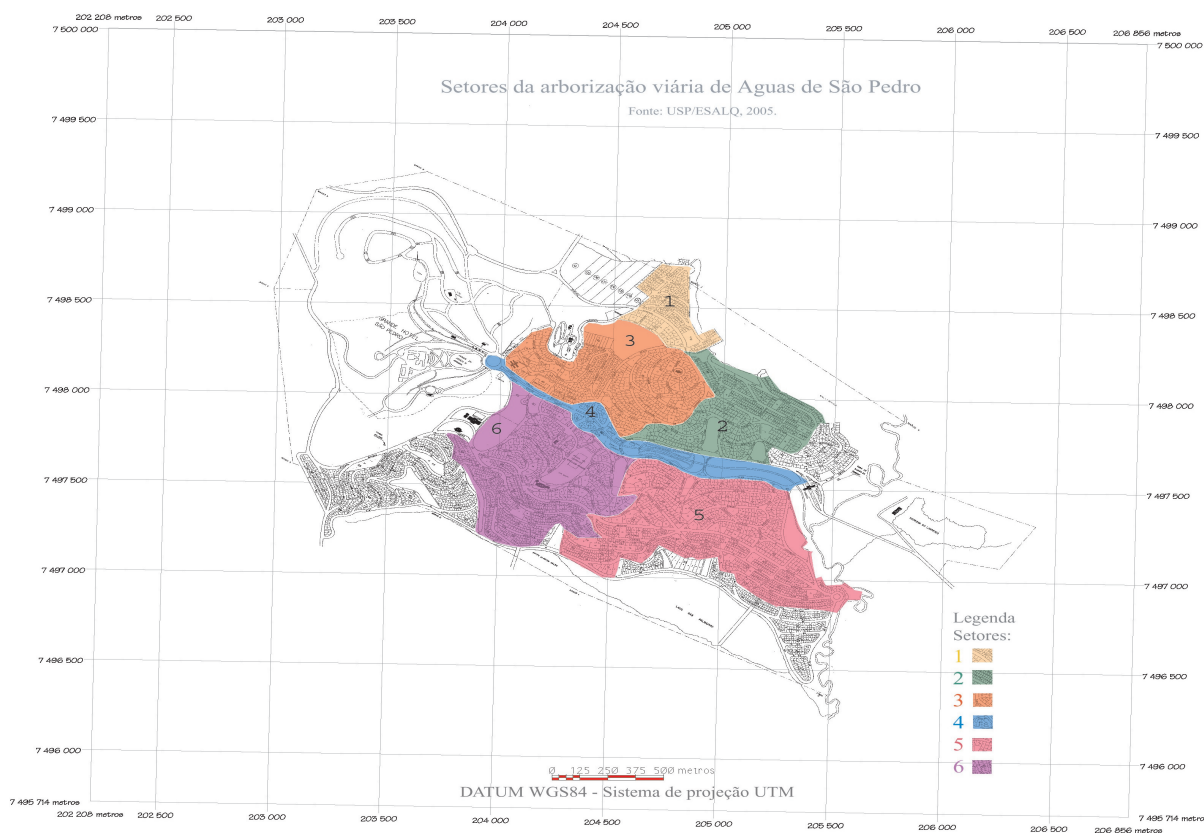 202 208 metros
202 500
203 000
203 500
204 000
204 500
205 000
205 500
206 000
206 500
206 856 metros
7 500 000
7 500 000
Setores da arborização viária de Aguas de São Pedro
Fonte: USP/ESALQ, 2005.
7 499 500
7 499 500
7 499 000
7 499 000
7 498 500
7 498 500
1
GRANDE HOTEL
SÃO PEDRO
3
7 498 000
7 498 000
4
2
6
7 497 500
7 497 500
5
7 497 000
7 497 000
Legenda
Setores:
1
2
3
4
5
6
7 496 500
7 496 500
7 496 000
7 496 000
0 125 250 375 500 metros
DATUM WGS84 - Sistema de projeção UTM
7 495 714 metros
7 495 714 metros
202 208 metros
202 500
203 000
203 500
204 000
204 500
205 000
205 500
206 000
206 500
206 856 metros